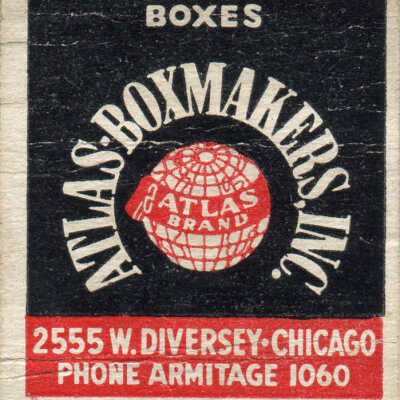 BOXES
ATLAS·BOXMAKERS, INC.
a
ATLAS
BRAND
2555 W. DIVERSEY·CHICAGO
PHONE ARMITAGE 1060